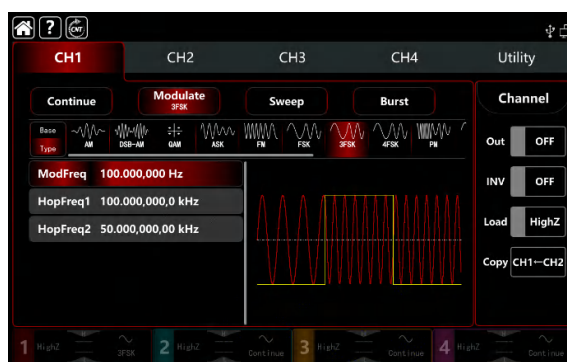 ? CNT
CH1 CH2 CH3 CH4 Utility
Continue Modulate Sweep Burst Channel
3FSK
Base
Type AM DSB-AM QAM ASK FM FSK 3FSK 4FSK PM
Out OFF
ModFreq 100.000,000 Hz
INV OFF
HopFreq1 100.000,000,0 kHz
Load HighZ
HopFreq2 50.000,000,00 kHz
Copy CH1←CH2
1 HighZ 3FSK 2 HighZ Continue 3 HighZ Continue 4 HighZ Continue